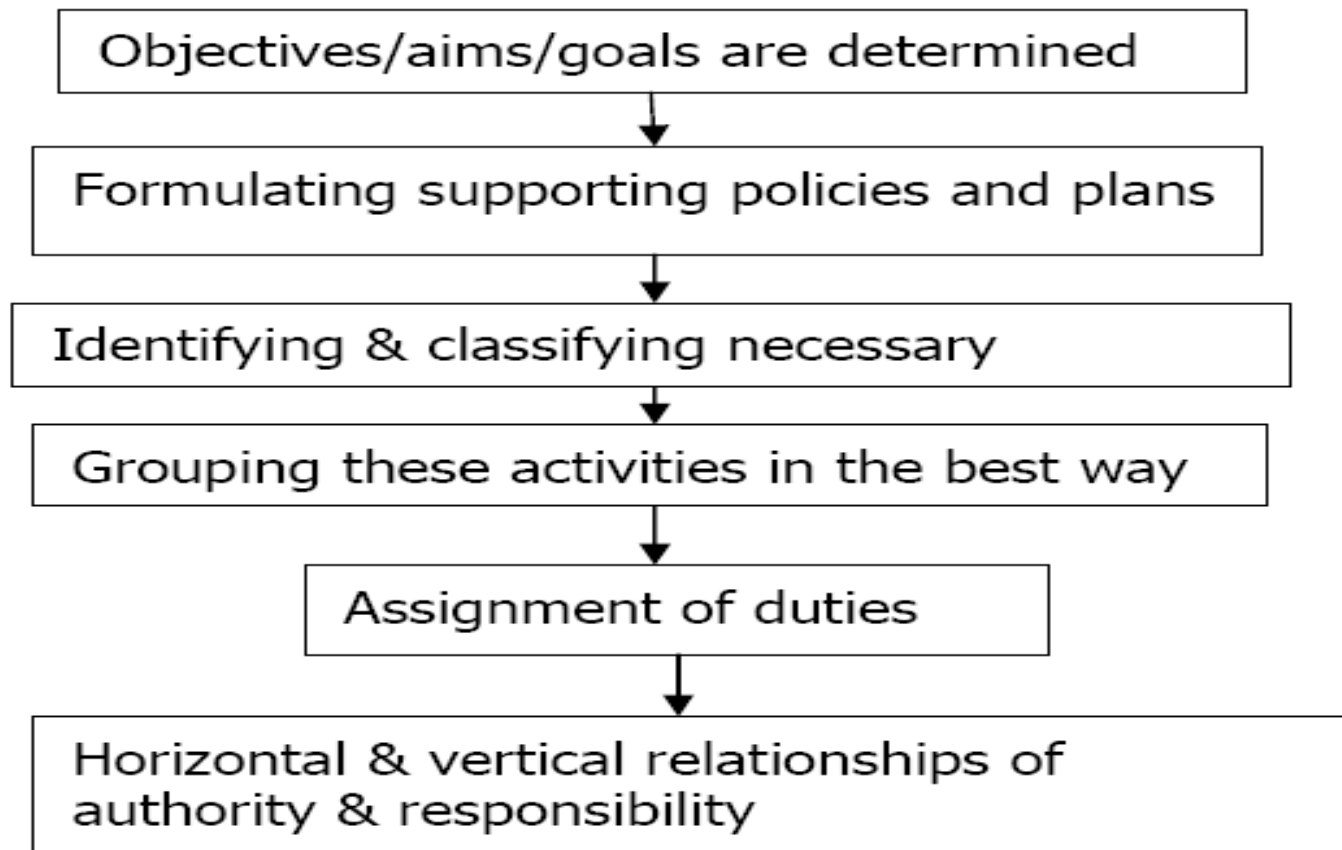 Objectives/aims/goals are determined
Formulating supporting policies and plans
Identifying & classifying necessary
Grouping these activities in the best way
Assignment of duties
Horizontal & vertical relationships of
authority & responsibility